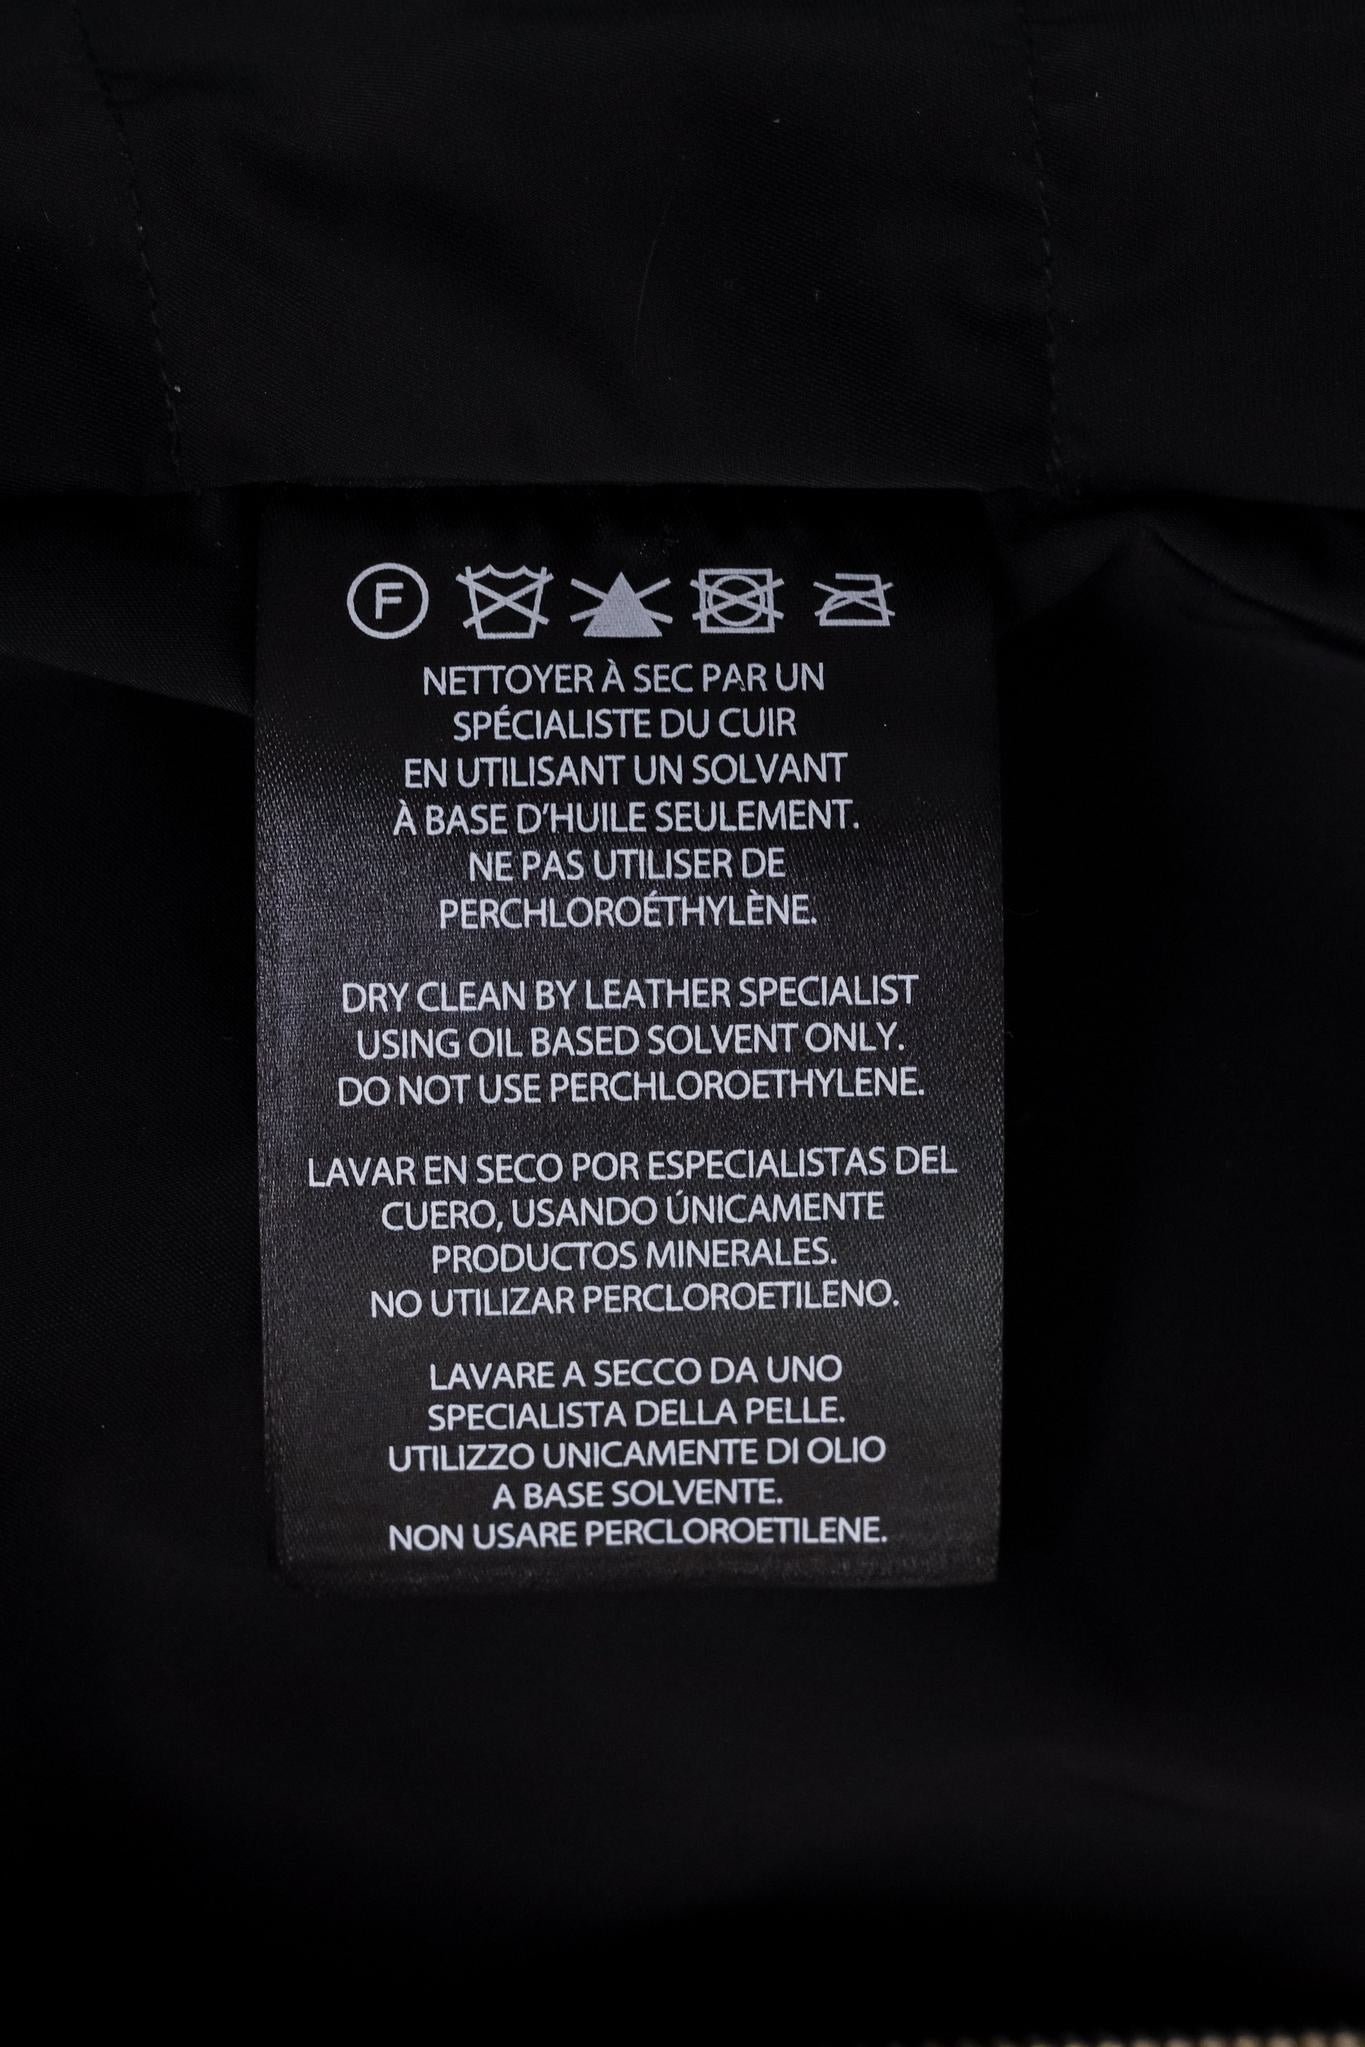 F
NETTOYER À SEC PAR UN
SPÉCIALISTE DU CUIR
EN UTILISANT UN SOLVANT
À BASE D'HUILE SEULEMENT.
NE PAS UTILISER DE
PERCHLOROÉTHYLÈNE.
DRY CLEAN BY LEATHER SPECIALIST
USING OIL BASED SOLVENT ONLY.
DO NOT USE PERCHLOROETHYLENE.
LAVAR EN SECO POR ESPECIALISTAS DEL
CUERO, USANDO ÚNICAMENTE
PRODUCTOS MINERALES.
NO UTILIZAR PERCLOROETILENO.
LAVARE A SECCO DA UNO
SPECIALISTA DELLA PELLE.
UTILIZZO UNICAMENTE DI OLIO
A BASE SOLVENTE.
NON USARE PERCLOROETILENE.